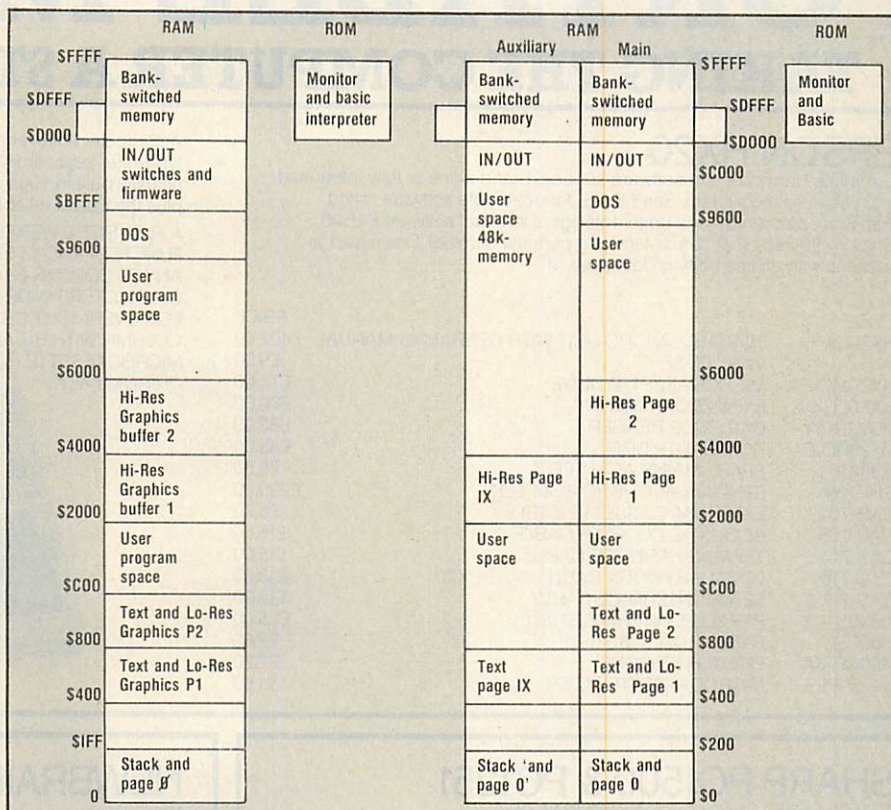 RAM
$FFFF
Bank-
switched
memory
$DFFF
$D000
IN/OUT
switches and
firmware
$BFFF
DOS
$9600
User
program
space
$6000
Hi-Res
Graphics
buffer 2
$4000
Hi-Res
Graphics
buffer 1
$2000
User
program
space
$C00
Text and Lo-Res
Graphics P2
$800
Text and Lo-Res
Graphics P1
$400
$1FF
Stack and
page Ø
0
ROM
Monitor
and basic
interpreter
RAM
Auxiliary
Main
Bank-
switched
memory
IN/OUT
User
space
48k-
memory
Hi-Res Page
IX
User
space
Text
page IX
Stack 'and
page 0'
Bank-
switched
memory
IN/OUT
DOS
User
space
Hi-Res Page
2
Hi-Res Page
1
User
space
Text and Lo-
Res Page 2
Text and Lo-
Res Page 1
Stack and
page 0
$FFFF
$DFFF
$D000
$C000
$9600
$6000
$4000
$2000
$C00
$800
$400
$200
$0
ROM
Monitor
and
Basic